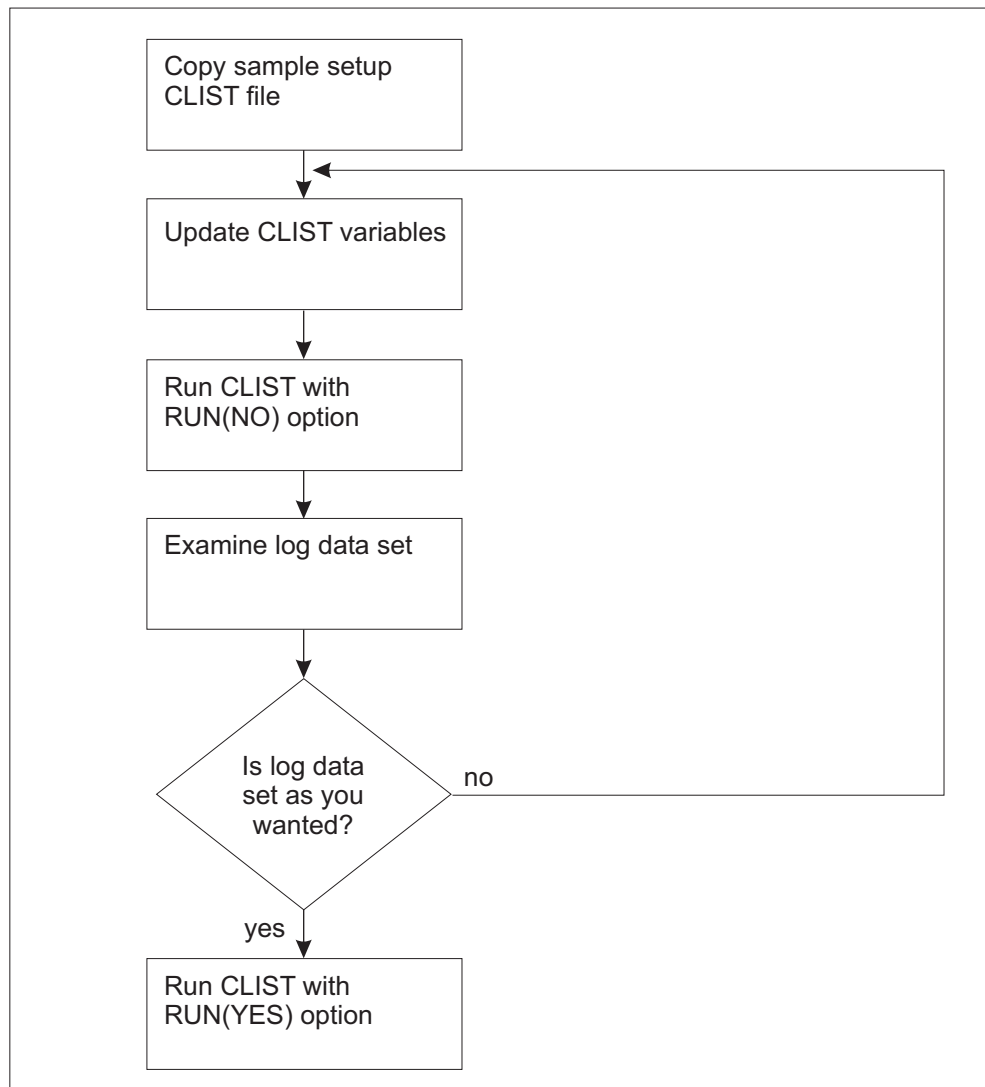 Copy sample setup
CLIST file
Update CLIST variables
Run CLIST with
RUN(NO) option
Examine log data set
Is log data
set as you
wanted?
no
yes
Run CLIST with
RUN(YES) option